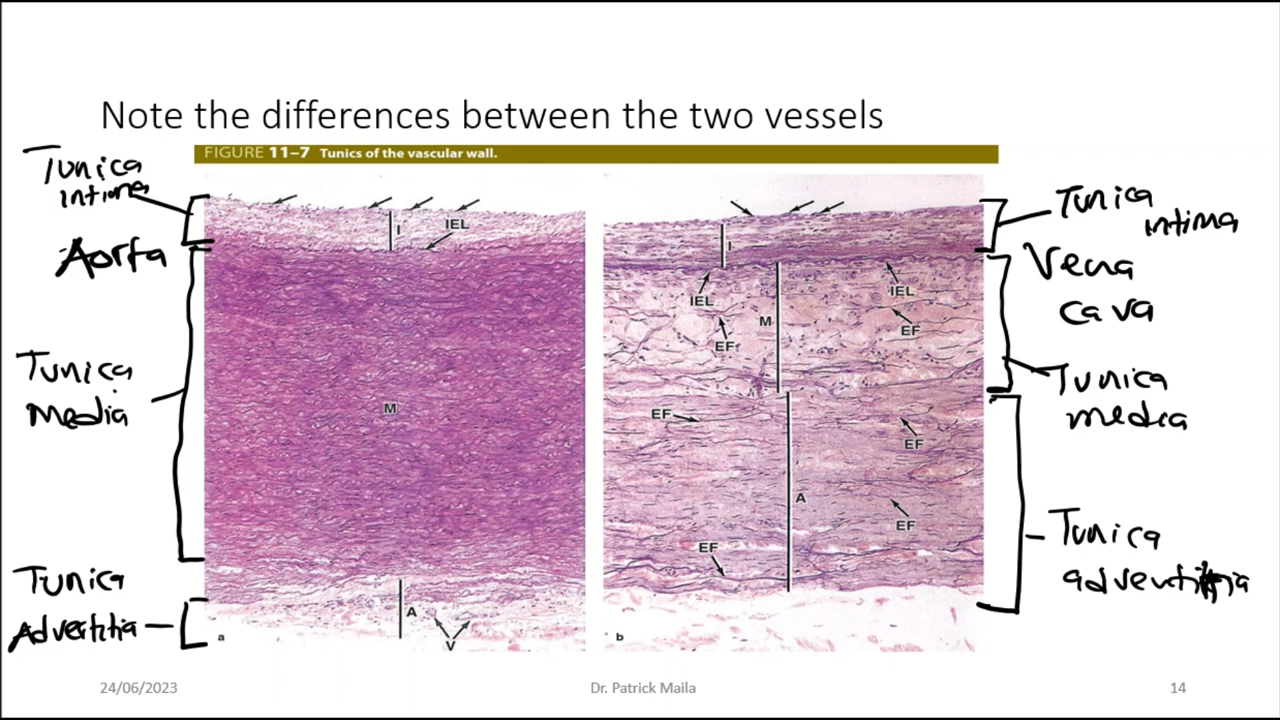 Note the differences between the two vessels
FIGURE 11–7 Tunics of the vascular wall.
Tunica
intima
Aorta
Tunica
Media
Tunica
Adventitia
I
IEL
M
A
V
a
I
IEL
IEL
M
EF
EF
EF
EF
A
EF
EF
b
Tunica
intima
Vena
cava
Tunica
media
Tunica
24/06/2023
Dr. Patrick Maila
14